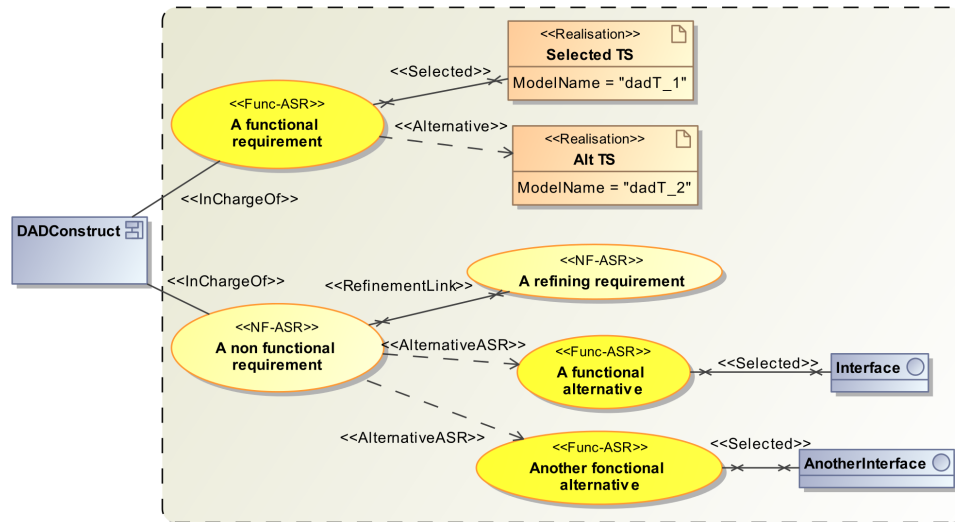 <<Realisation>>
Selected TS
ModelName = "dadT_1"
<<Selected>>
<<Func-ASR>>
A functional
requirement
<<Alternative>>
<<Realisation>>
Alt TS
ModelName = "dadT_2"
<<InChargeOf>>
DADConstruct
<<InChargeOf>>
<<RefinementLink>>
<<NF-ASR>>
A refining requirement
<<NF-ASR>>
A non functional
requirement
<<AlternativeASR>>
<<Func-ASR>>
A functional
alternative
<<Selected>>
Interface
<<AlternativeASR>>
<<Func-ASR>>
Another fonctional
alternative
<<Selected>>
AnotherInterface